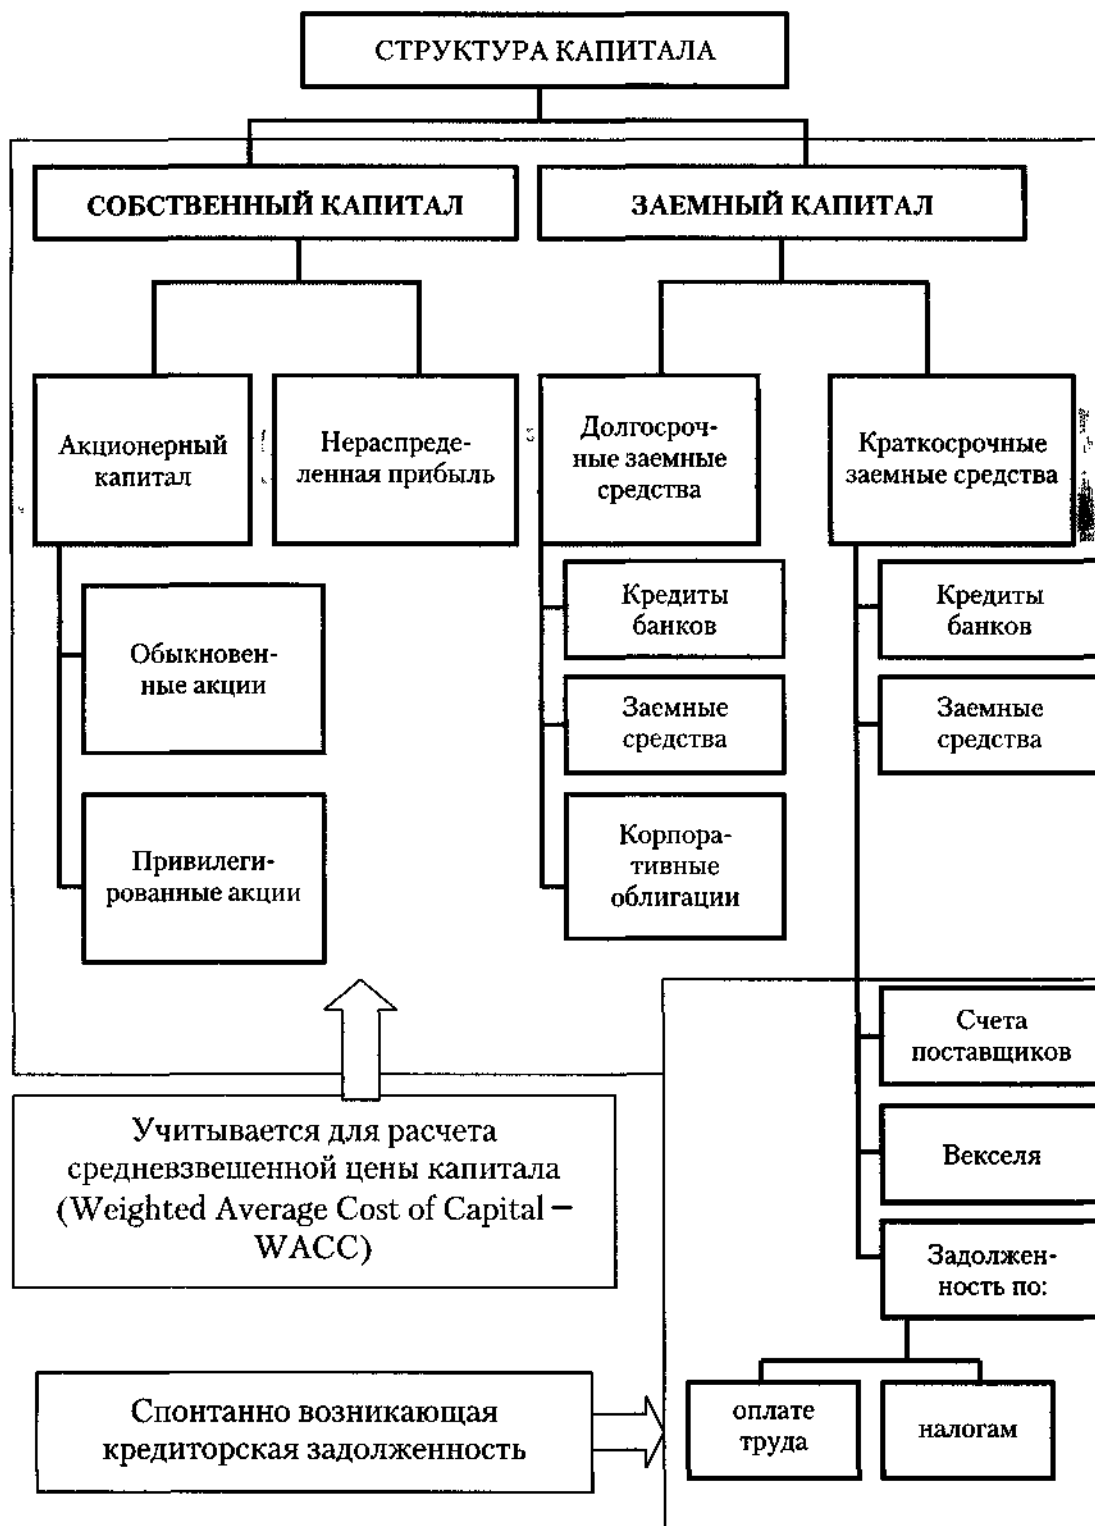 СТРУКТУРА КАПИТАЛА
СОБСТВЕННЫЙ КАПИТАЛ
ЗАЕМНЫЙ КАПИТАЛ
Акционерный
капитал
Нераспреде-
ленная прибыль
Долгосроч-
ные заемные
средства
Краткосрочные
заемные средства
Обыкновен-
ные акции
Привилеги-
рованные акции
Кредиты
банков
Заемные
средства
Корпора-
тивные
облигации
Кредиты
банков
Заемные
средства
Счета
поставщиков
Векселя
Задолжен-
ность по:
оплате
труда
налогам
Учитывается для расчета
средневзвешенной цены капитала
(Weighted Average Cost of Capital —
WACC)
Спонтанно возникающая
кредиторская задолженность